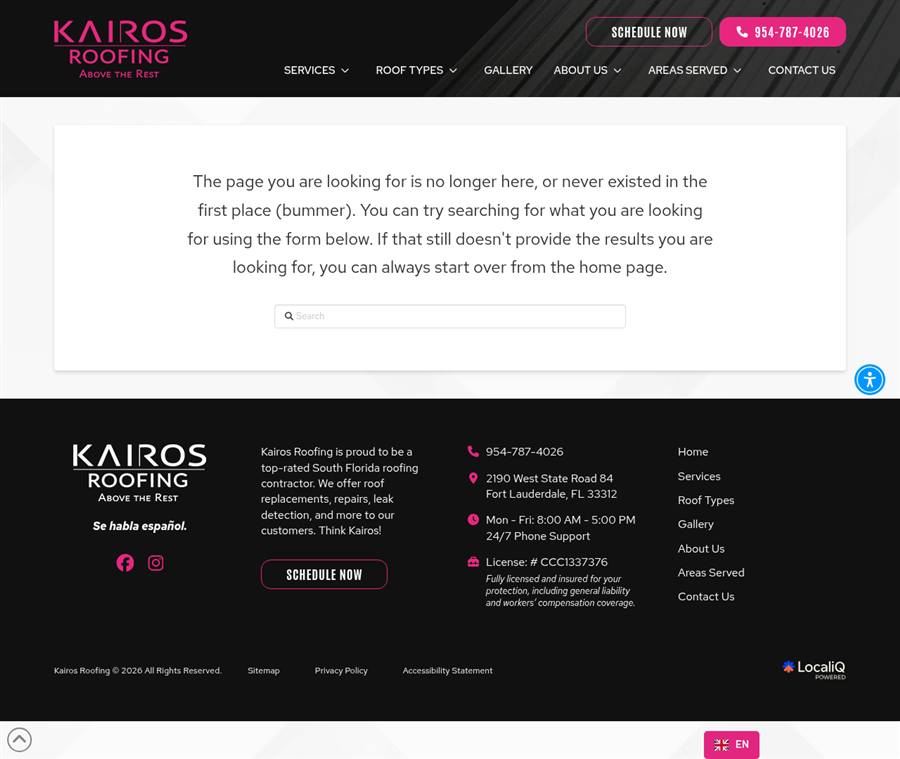 KAIROS
ROOFING
ABOVE THE REST
SCHEDULE NOW
954-787-4026
SERVICES
ROOF TYPES
GALLERY
ABOUT US
AREAS SERVED
CONTACT US
The page you are looking for is no longer here, or never existed in the
first place (bummer). You can try searching for what you are looking
for using the form below. If that still doesn't provide the results you are
looking for, you can always start over from the home page.
Search
KAIROS
ROOFING
ABOVE THE REST
Se habla español.
Kairos Roofing is proud to be a
top-rated South Florida roofing
contractor. We offer roof
replacements, repairs, leak
detection, and more to our
customers. Think Kairos!
SCHEDULE NOW
954-787-4026
2190 West State Road 84
Fort Lauderdale, FL 33312
Mon - Fri: 8:00 AM - 5:00 PM
24/7 Phone Support
License: # CCC1337376
Fully licensed and insured for your
protection, including general liability
and workers' compensation coverage.
Home
Services
Roof Types
Gallery
About Us
Areas Served
Contact Us
Kairos Roofing © 2026 All Rights Reserved.
Sitemap
Privacy Policy
Accessibility Statement
LocaliQ
POWERED
EN